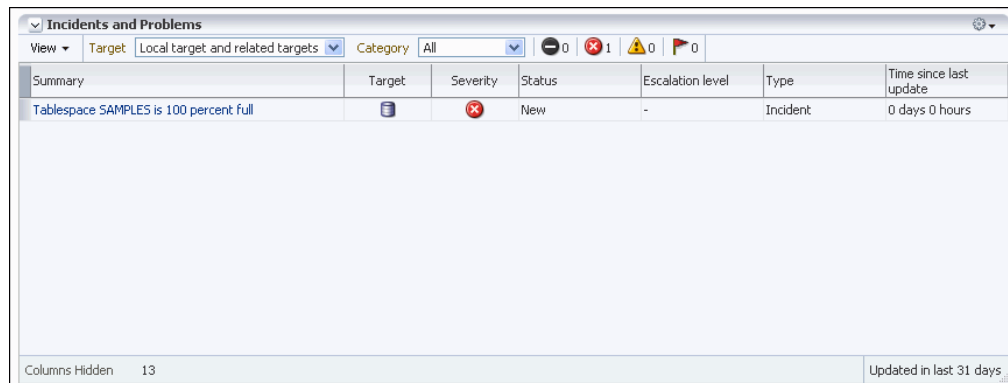 Incidents and Problems
View Target Local target and related targets Category All 0 1 0 0
Summary Target Severity Status Escalation level Type Time since last update
Tablespace SAMPLES is 100 percent full New - Incident 0 days 0 hours
Columns Hidden 13 Updated in last 31 days